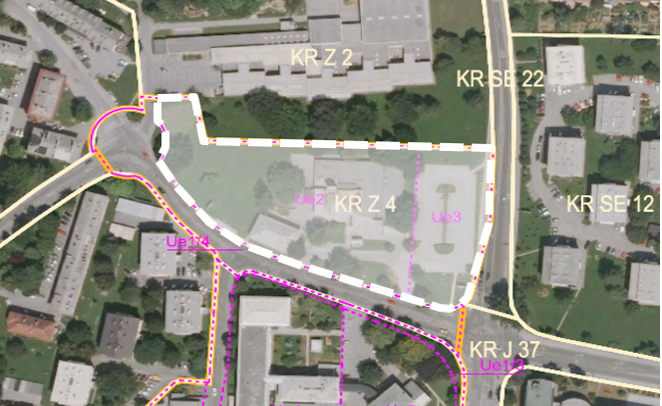 KR Z 2
KR SE 22
Ue2
KR Z 4
Ue3
KR SE 12
Ue1/4
KR J 37
Ue1/3